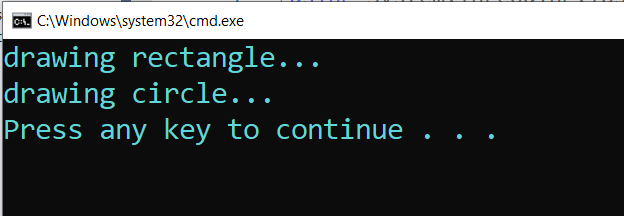 C:\Windows\system32\cmd.exe
drawing rectangle...
drawing circle...
Press any key to continue . . .